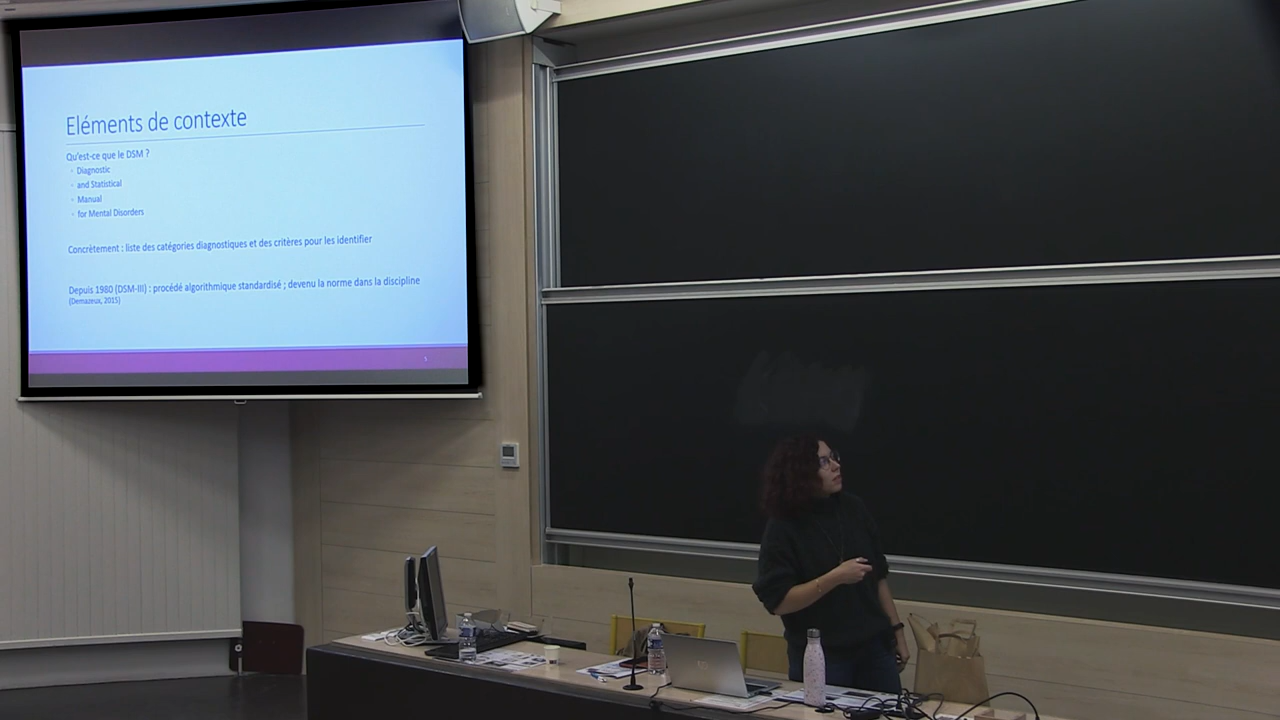 Eléments de contexte
Qu'est-ce que le DSM ?
◦ Diagnostic
◦ and Statistical
◦ Manual
◦ for Mental Disorders
Concrètement : liste des catégories diagnostiques et des critères pour les identifier
Depuis 1980 (DSM-III) : procédé algorithmique standardisé ; devenu la norme dans la discipline
(Demazeux, 2015)
5